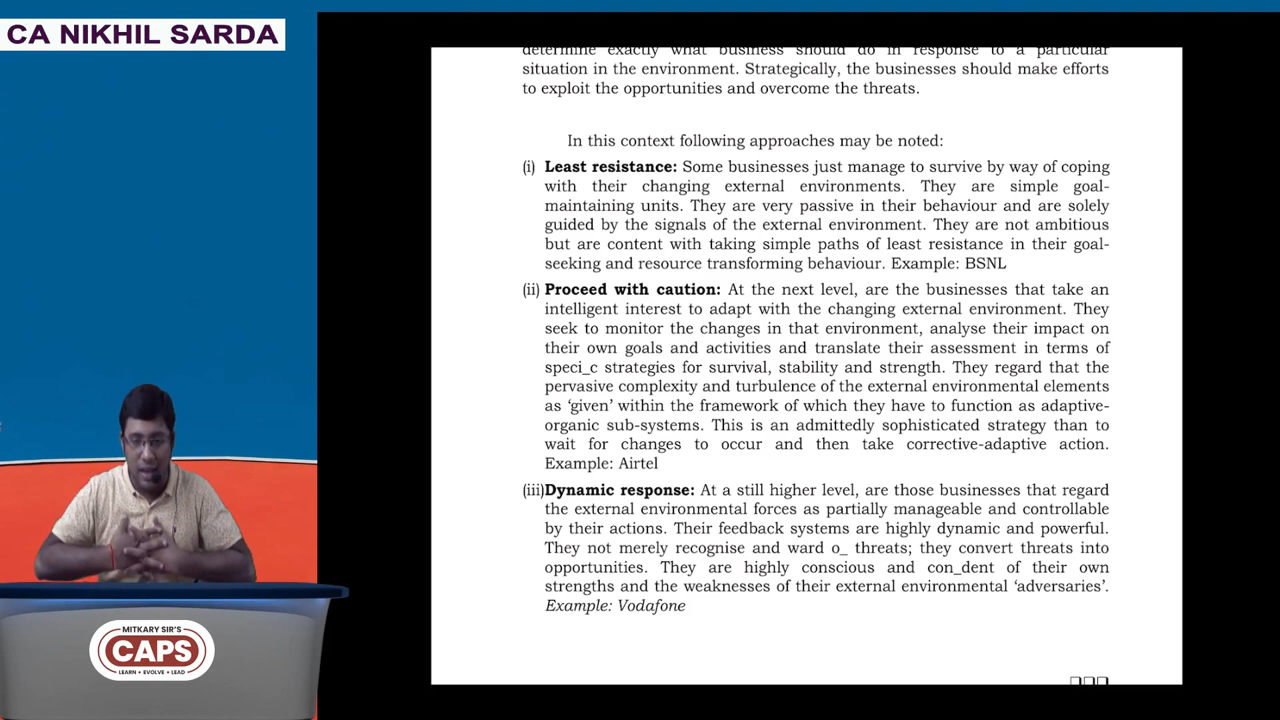 CA NIKHIL SARDA
determine exactly what business should do in response to a particular
situation in the environment. Strategically, the businesses should make efforts
to exploit the opportunities and overcome the threats.
In this context following approaches may be noted:
(i) Least resistance: Some businesses just manage to survive by way of coping
with their changing external environments. They are simple goal-
maintaining units. They are very passive in their behaviour and are solely
guided by the signals of the external environment. They are not ambitious
but are content with taking simple paths of least resistance in their goal-
seeking and resource transforming behaviour. Example: BSNL
(ii) Proceed with caution: At the next level, are the businesses that take an
intelligent interest to adapt with the changing external environment. They
seek to monitor the changes in that environment, analyse their impact on
their own goals and activities and translate their assessment in terms of
speci_c strategies for survival, stability and strength. They regard that the
pervasive complexity and turbulence of the external environmental elements
as ‘given’ within the framework of which they have to function as adaptive-
organic sub-systems. This is an admittedly sophisticated strategy than to
wait for changes to occur and then take corrective-adaptive action.
Example: Airtel
(iii)Dynamic response: At a still higher level, are those businesses that regard
the external environmental forces as partially manageable and controllable
by their actions. Their feedback systems are highly dynamic and powerful.
They not merely recognise and ward o_ threats; they convert threats into
opportunities. They are highly conscious and con_dent of their own
strengths and the weaknesses of their external environmental ‘adversaries’.
Example: Vodafone
MITKARY SIR'S
CAPS
LEARN • EVOLVE • LEAD